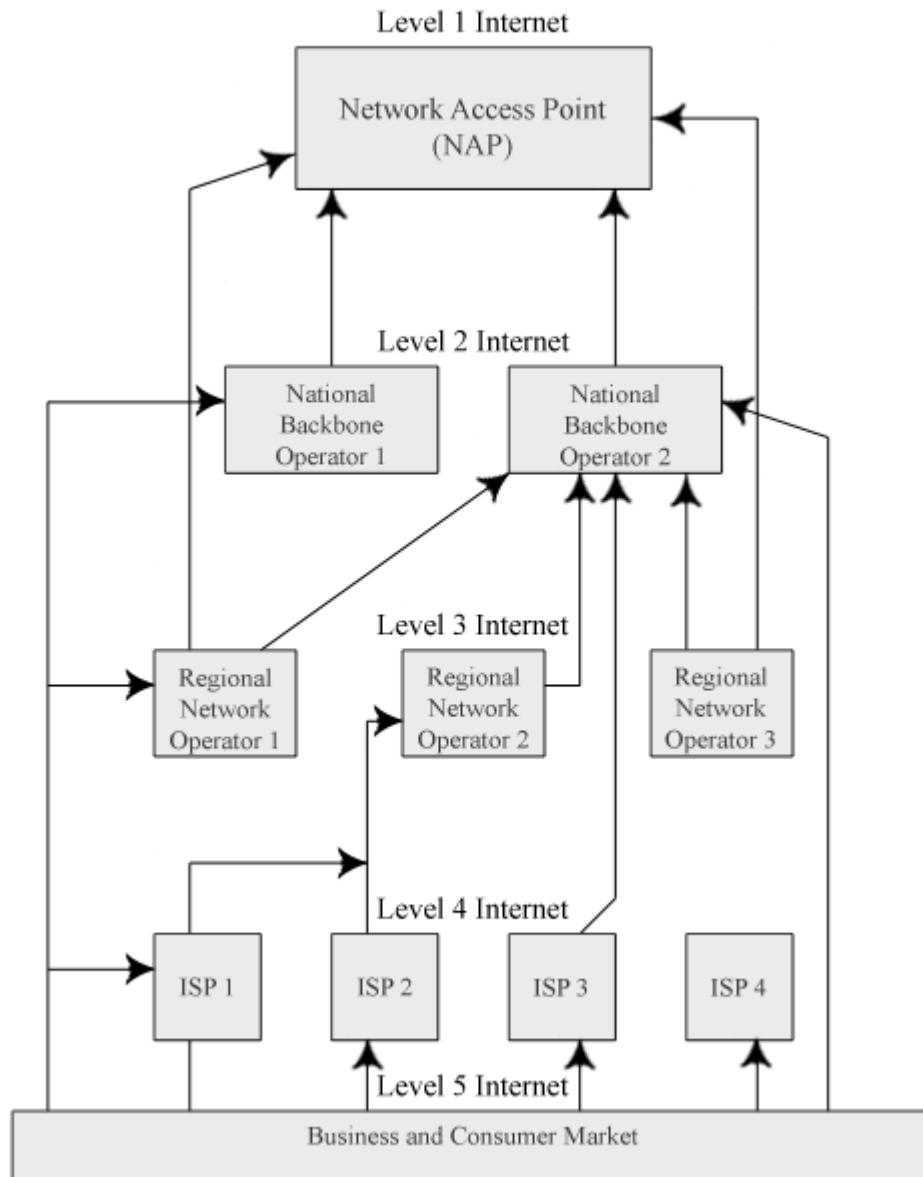 Level 1 Internet
Network Access Point
(NAP)
Level 2 Internet
National
Backbone
Operator 1
National
Backbone
Operator 2
Level 3 Internet
Regional
Network
Operator 1
Regional
Network
Operator 2
Regional
Network
Operator 3
Level 4 Internet
ISP 1
ISP 2
ISP 3
ISP 4
Level 5 Internet
Business and Consumer Market